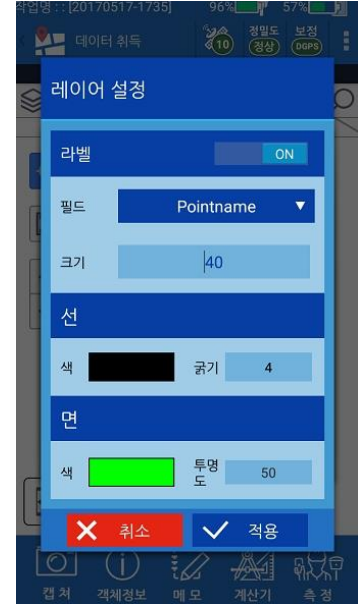 작업명 : : [20170517-1735] 96% 57%
데이터 취득 10 정밀도 정상 보정 DGPS
레이어 설정
라벨 ON
필드 Pointname
크기 40
선
색 굵기 4
면
색 투명도 50
취소 적용
캡 처 객체정보 메 모 계산기 측 정